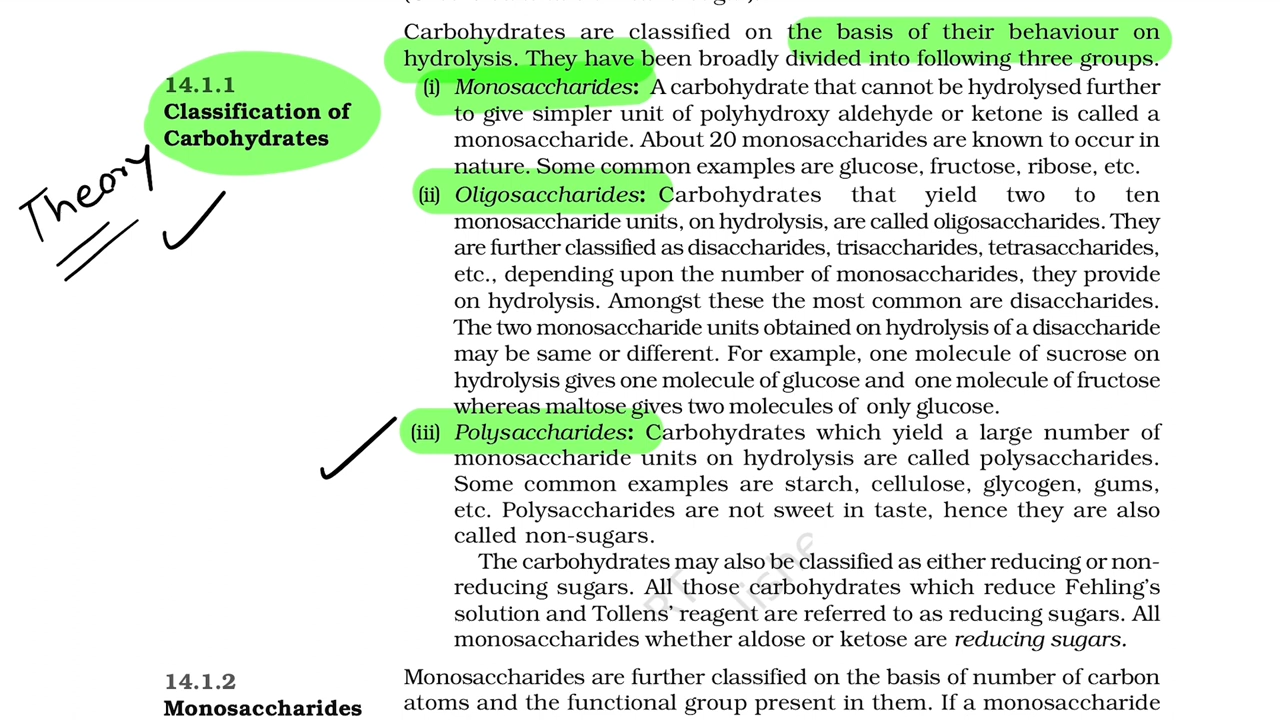 Carbohydrates are classified on the basis of their behaviour on
hydrolysis. They have been broadly divided into following three groups.
14.1.1
Classification of
Carbohydrates
Theory
(i) Monosaccharides: A carbohydrate that cannot be hydrolysed further
to give simpler unit of polyhydroxy aldehyde or ketone is called a
monosaccharide. About 20 monosaccharides are known to occur in
nature. Some common examples are glucose, fructose, ribose, etc.
(ii) Oligosaccharides: Carbohydrates that yield two to ten
monosaccharide units, on hydrolysis, are called oligosaccharides. They
are further classified as disaccharides, trisaccharides, tetrasaccharides,
etc., depending upon the number of monosaccharides, they provide
on hydrolysis. Amongst these the most common are disaccharides.
The two monosaccharide units obtained on hydrolysis of a disaccharide
may be same or different. For example, one molecule of sucrose on
hydrolysis gives one molecule of glucose and one molecule of fructose
whereas maltose gives two molecules of only glucose.
(iii) Polysaccharides: Carbohydrates which yield a large number of
monosaccharide units on hydrolysis are called polysaccharides.
Some common examples are starch, cellulose, glycogen, gums,
etc. Polysaccharides are not sweet in taste, hence they are also
called non-sugars.
The carbohydrates may also be classified as either reducing or non-
reducing sugars. All those carbohydrates which reduce Fehling's
solution and Tollens' reagent are referred to as reducing sugars. All
monosaccharides whether aldose or ketose are reducing sugars.
14.1.2
Monosaccharides
Monosaccharides are further classified on the basis of number of carbon
atoms and the functional group present in them. If a monosaccharide